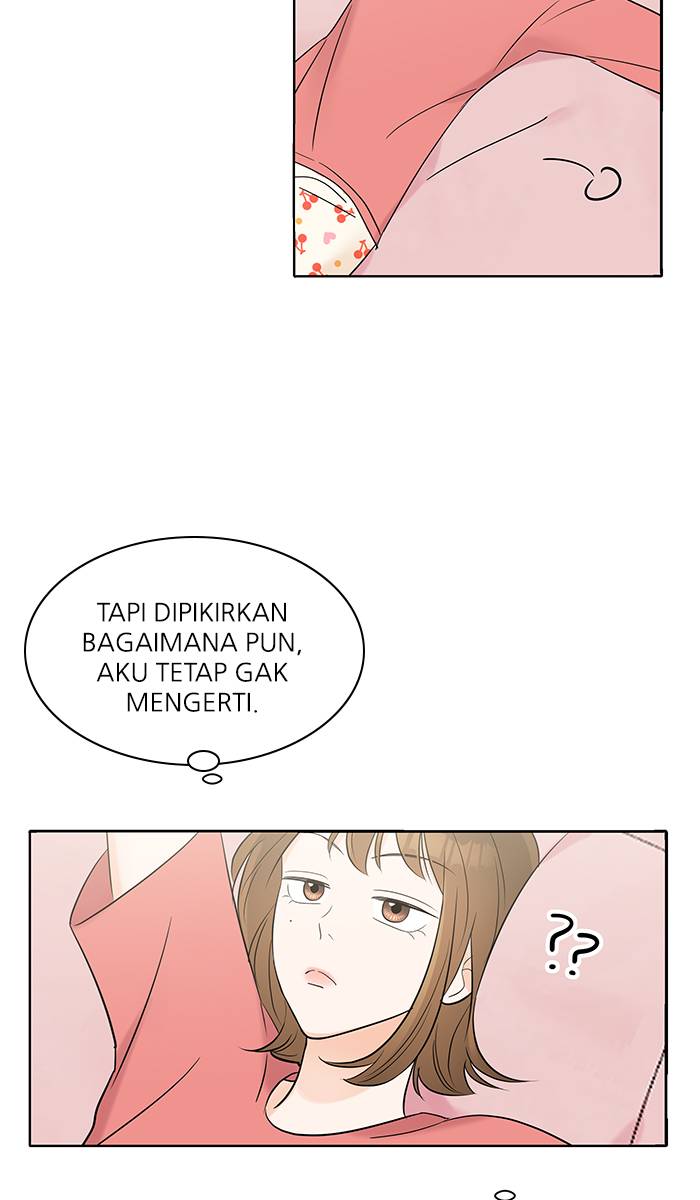 TAPI DIPIKIRKAN
BAGAIMANA PUN,
AKU TETAP GAK
MENGERTI.
??